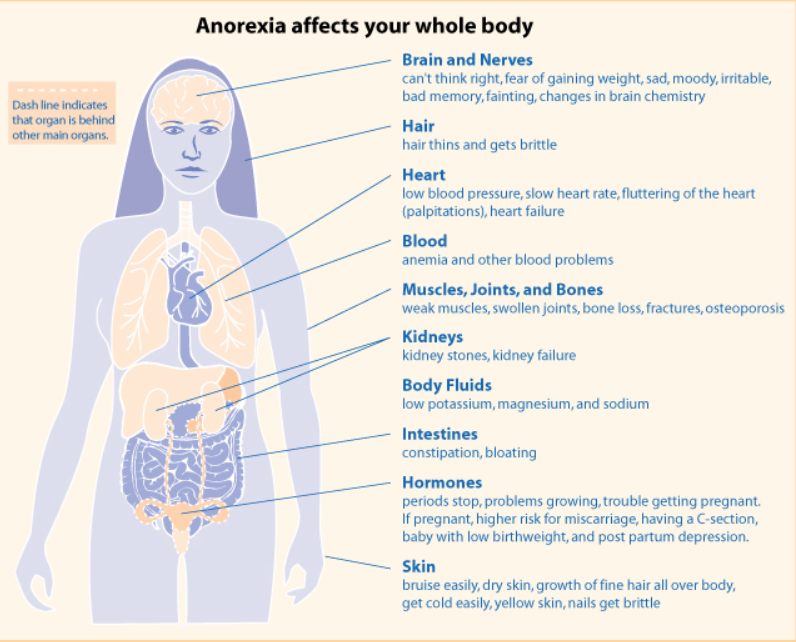 Anorexia affects your whole body
Dash line indicates
that organ is behind
other main organs.
Brain and Nerves
can't think right, fear of gaining weight, sad, moody, irritable,
bad memory, fainting, changes in brain chemistry
Hair
hair thins and gets brittle
Heart
low blood pressure, slow heart rate, fluttering of the heart
(palpitations), heart failure
Blood
anemia and other blood problems
Muscles, Joints, and Bones
weak muscles, swollen joints, bone loss, fractures, osteoporosis
Kidneys
kidney stones, kidney failure
Body Fluids
low potassium, magnesium, and sodium
Intestines
constipation, bloating
Hormones
periods stop, problems growing, trouble getting pregnant.
If pregnant, higher risk for miscarriage, having a C-section,
baby with low birthweight, and post partum depression.
Skin
bruise easily, dry skin, growth of fine hair all over body,
get cold easily, yellow skin, nails get brittle